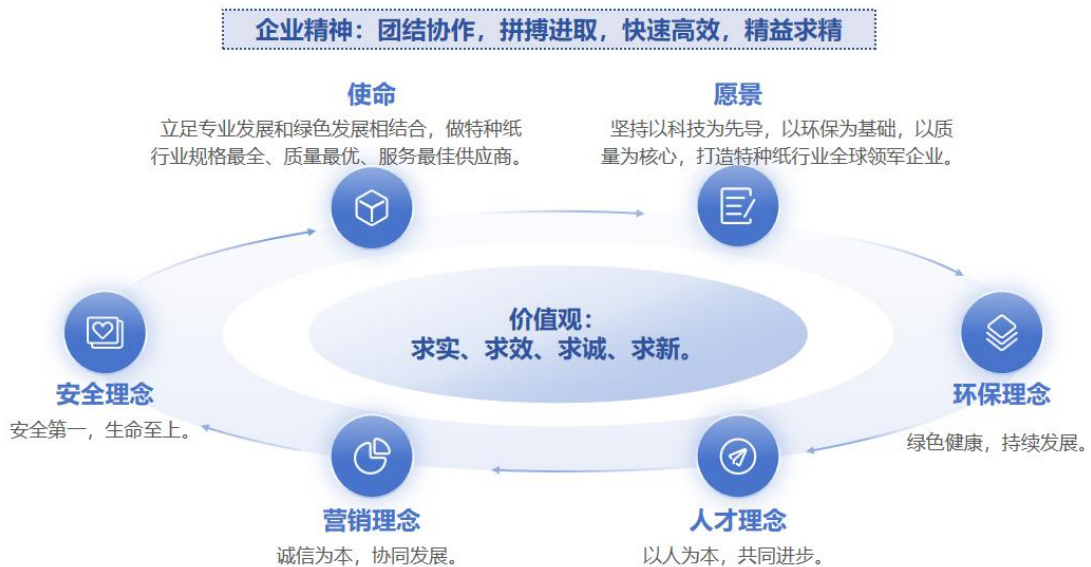 企业精神：团结协作，拼搏进取，快速高效，精益求精
使命
立足专业发展和绿色发展相结合，做特种纸
行业规格最全、质量最优、服务最佳供应商。
愿景
坚持以科技为先导，以环保为基础，以质
量为核心，打造特种纸行业全球领军企业。
价值观：
求实、求效、求诚、求新。
安全理念
安全第一，生命至上。
环保理念
绿色健康，持续发展。
营销理念
诚信为本，协同发展。
人才理念
以人为本，共同进步。